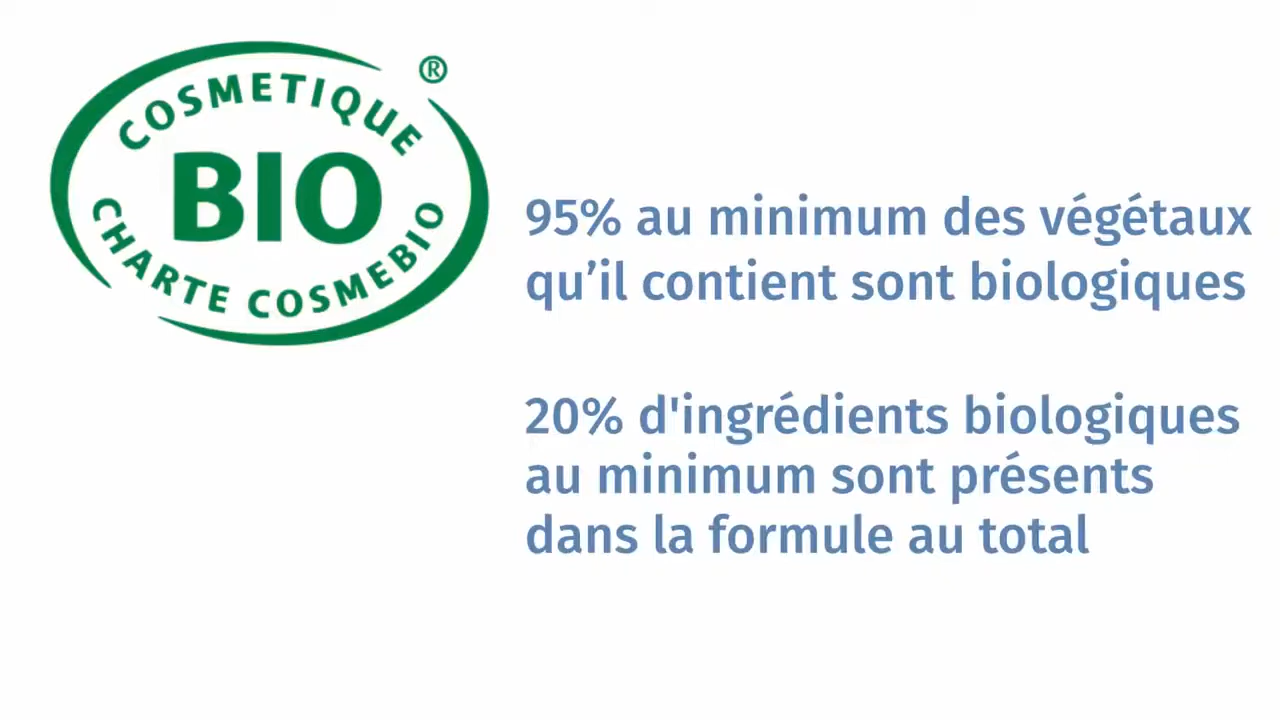 COSMETIQUE ®
BIO
CHARTE COSMEBIO
95% au minimum des végétaux
qu’il contient sont biologiques
20% d'ingrédients biologiques
au minimum sont présents
dans la formule au total